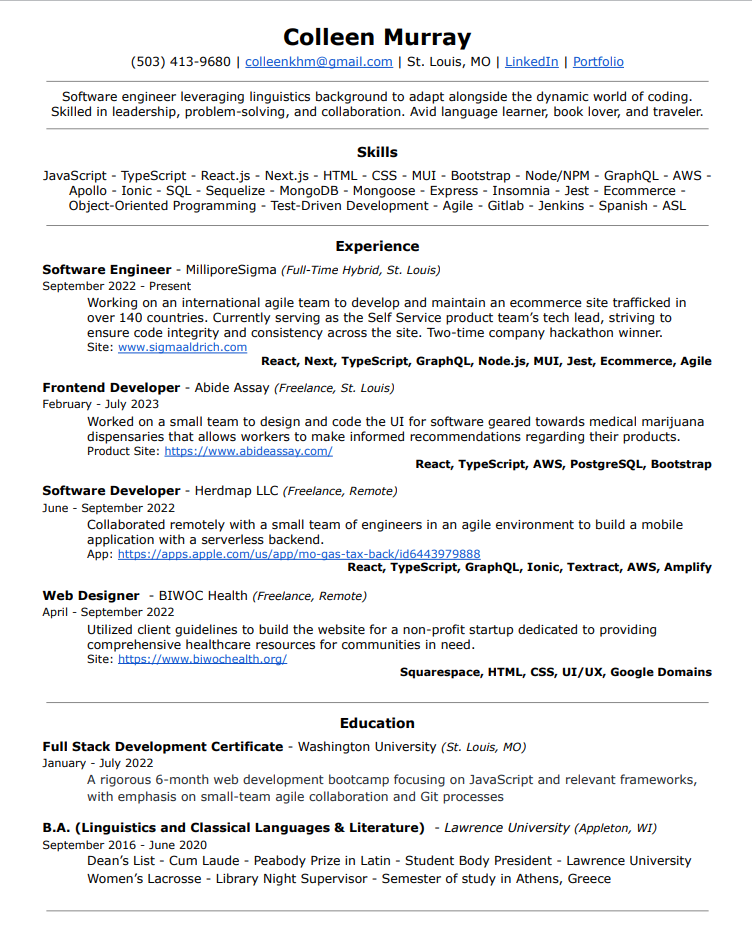 Colleen Murray
(503) 413-9680 | colleenkhm@gmail.com | St. Louis, MO | LinkedIn | Portfolio
Software engineer leveraging linguistics background to adapt alongside the dynamic world of coding.
Skilled in leadership, problem-solving, and collaboration. Avid language learner, book lover, and traveler.
Skills
JavaScript - TypeScript - React.js - Next.js - HTML - CSS - MUI - Bootstrap - Node/NPM - GraphQL - AWS -
Apollo - Ionic - SQL - Sequelize - MongoDB - Mongoose - Express - Insomnia - Jest - Ecommerce -
Object-Oriented Programming - Test-Driven Development - Agile - Gitlab - Jenkins - Spanish - ASL
Experience
Software Engineer - MilliporeSigma (Full-Time Hybrid, St. Louis)
September 2022 - Present
Working on an international agile team to develop and maintain an ecommerce site trafficked in
over 140 countries. Currently serving as the Self Service product team’s tech lead, striving to
ensure code integrity and consistency across the site. Two-time company hackathon winner.
Site: www.sigmaaldrich.com
React, Next, TypeScript, GraphQL, Node.js, MUI, Jest, Ecommerce, Agile
Frontend Developer - Abide Assay (Freelance, St. Louis)
February - July 2023
Worked on a small team to design and code the UI for software geared towards medical marijuana
dispensaries that allows workers to make informed recommendations regarding their products.
Product Site: https://www.abideassay.com/
React, TypeScript, AWS, PostgreSQL, Bootstrap
Software Developer - Herdmap LLC (Freelance, Remote)
June - September 2022
Collaborated remotely with a small team of engineers in an agile environment to build a mobile
application with a serverless backend.
App: https://apps.apple.com/us/app/mo-gas-tax-back/id6443979888
React, TypeScript, GraphQL, Ionic, Textract, AWS, Amplify
Web Designer - BIWOC Health (Freelance, Remote)
April - September 2022
Utilized client guidelines to build the website for a non-profit startup dedicated to providing
comprehensive healthcare resources for communities in need.
Site: https://www.biwochealth.org/
Squarespace, HTML, CSS, UI/UX, Google Domains
Education
Full Stack Development Certificate - Washington University (St. Louis, MO)
January - July 2022
A rigorous 6-month web development bootcamp focusing on JavaScript and relevant frameworks,
with emphasis on small-team agile collaboration and Git processes
B.A. (Linguistics and Classical Languages & Literature) - Lawrence University (Appleton, WI)
September 2016 - June 2020
Dean’s List - Cum Laude - Peabody Prize in Latin - Student Body President - Lawrence University
Women’s Lacrosse - Library Night Supervisor - Semester of study in Athens, Greece